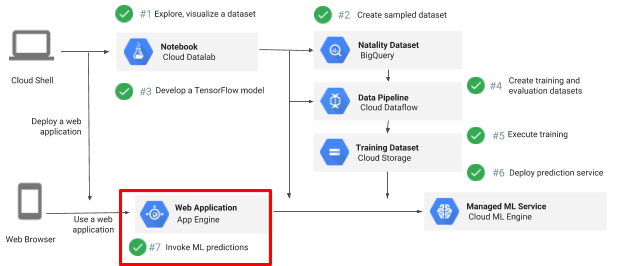 #1 Explore, visualize a dataset
#2 Create sampled dataset
Notebook
Cloud Datalab
Natality Dataset
BigQuery
Cloud Shell
#3 Develop a TensorFlow model
Data Pipeline
Cloud Dataflow
#4 Create training and
evaluation datasets
Deploy a web
application
#5 Execute training
Training Dataset
Cloud Storage
#6 Deploy prediction service
Web Application
App Engine
Managed ML Service
Cloud ML Engine
Use a web
application
Web Browser
#7 Invoke ML predictions